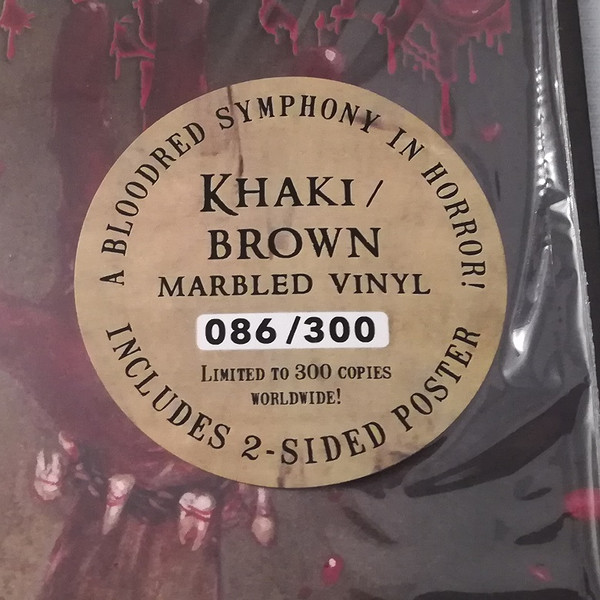 A BLOODRED SYMPHONY IN HORROR!
KHAKI/
BROWN
MARBLED VINYL
086/300
LIMITED TO 300 COPIES
WORLDWIDE!
INCLUDES 2-SIDED POSTER